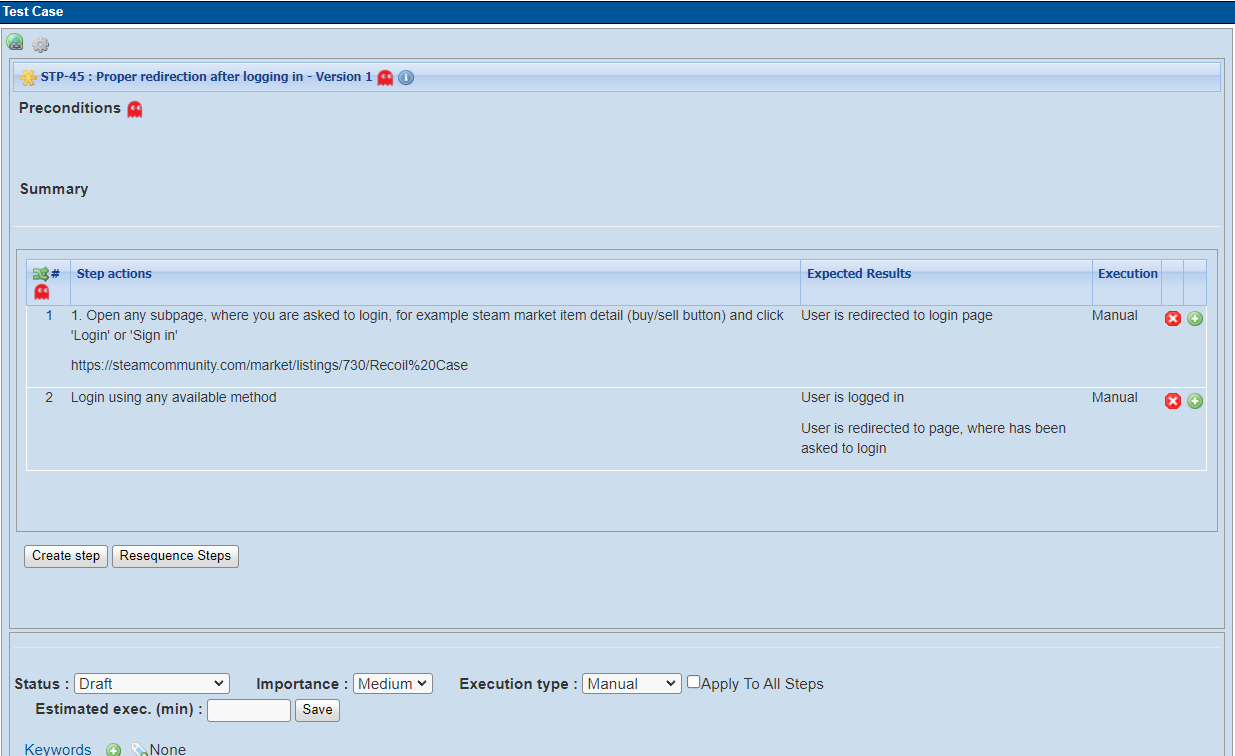 Test Case
STP-45 : Proper redirection after logging in - Version 1
Preconditions
Summary
# Step actions Expected Results Execution
1 1. Open any subpage, where you are asked to login, for example steam market item detail (buy/sell button) and click User is redirected to login page Manual
'Login' or 'Sign in'
https://steamcommunity.com/market/listings/730/Recoil%20Case
2 Login using any available method User is logged in Manual
User is redirected to page, where has been
asked to login
Create step Resequence Steps
Status : Draft Importance : Medium Execution type : Manual Apply To All Steps
Estimated exec. (min) : Save
Keywords None